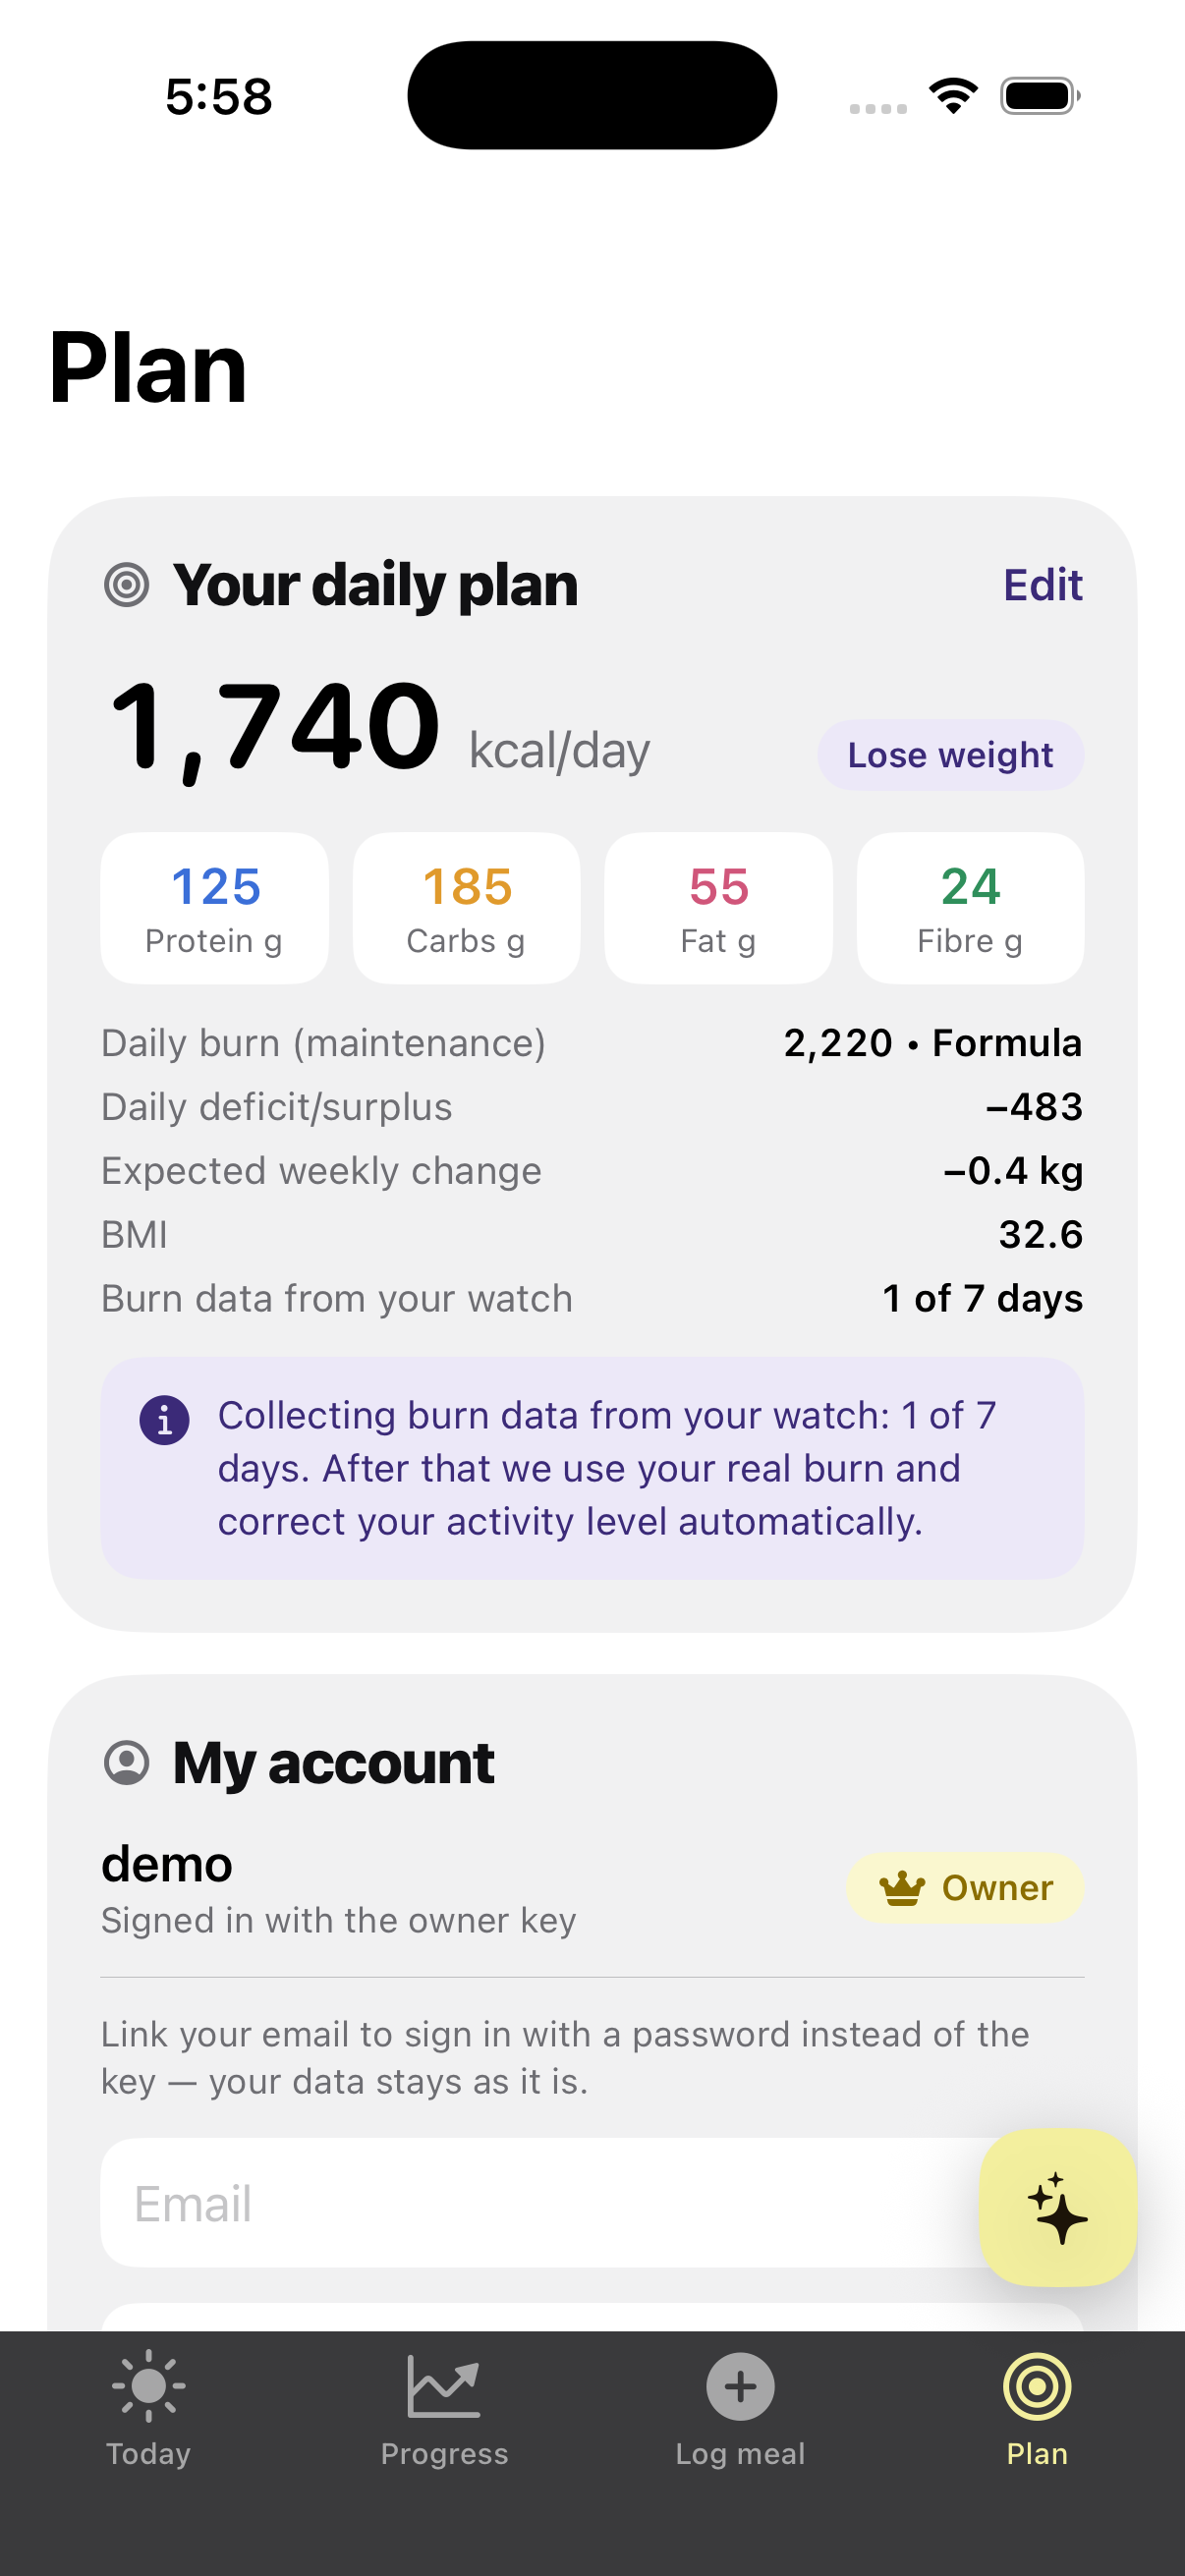 5:58
Plan
Your daily plan
Edit
1,740 kcal/day
Lose weight
125
Protein g
185
Carbs g
55
Fat g
24
Fibre g
Daily burn (maintenance)
2,220 • Formula
Daily deficit/surplus
–483
Expected weekly change
–0.4 kg
BMI
32.6
Burn data from your watch
1 of 7 days
Collecting burn data from your watch: 1 of 7
days. After that we use your real burn and
correct your activity level automatically.
My account
demo
Owner
Signed in with the owner key
Link your email to sign in with a password instead of the
key — your data stays as it is.
Email
Today
Progress
Log meal
Plan